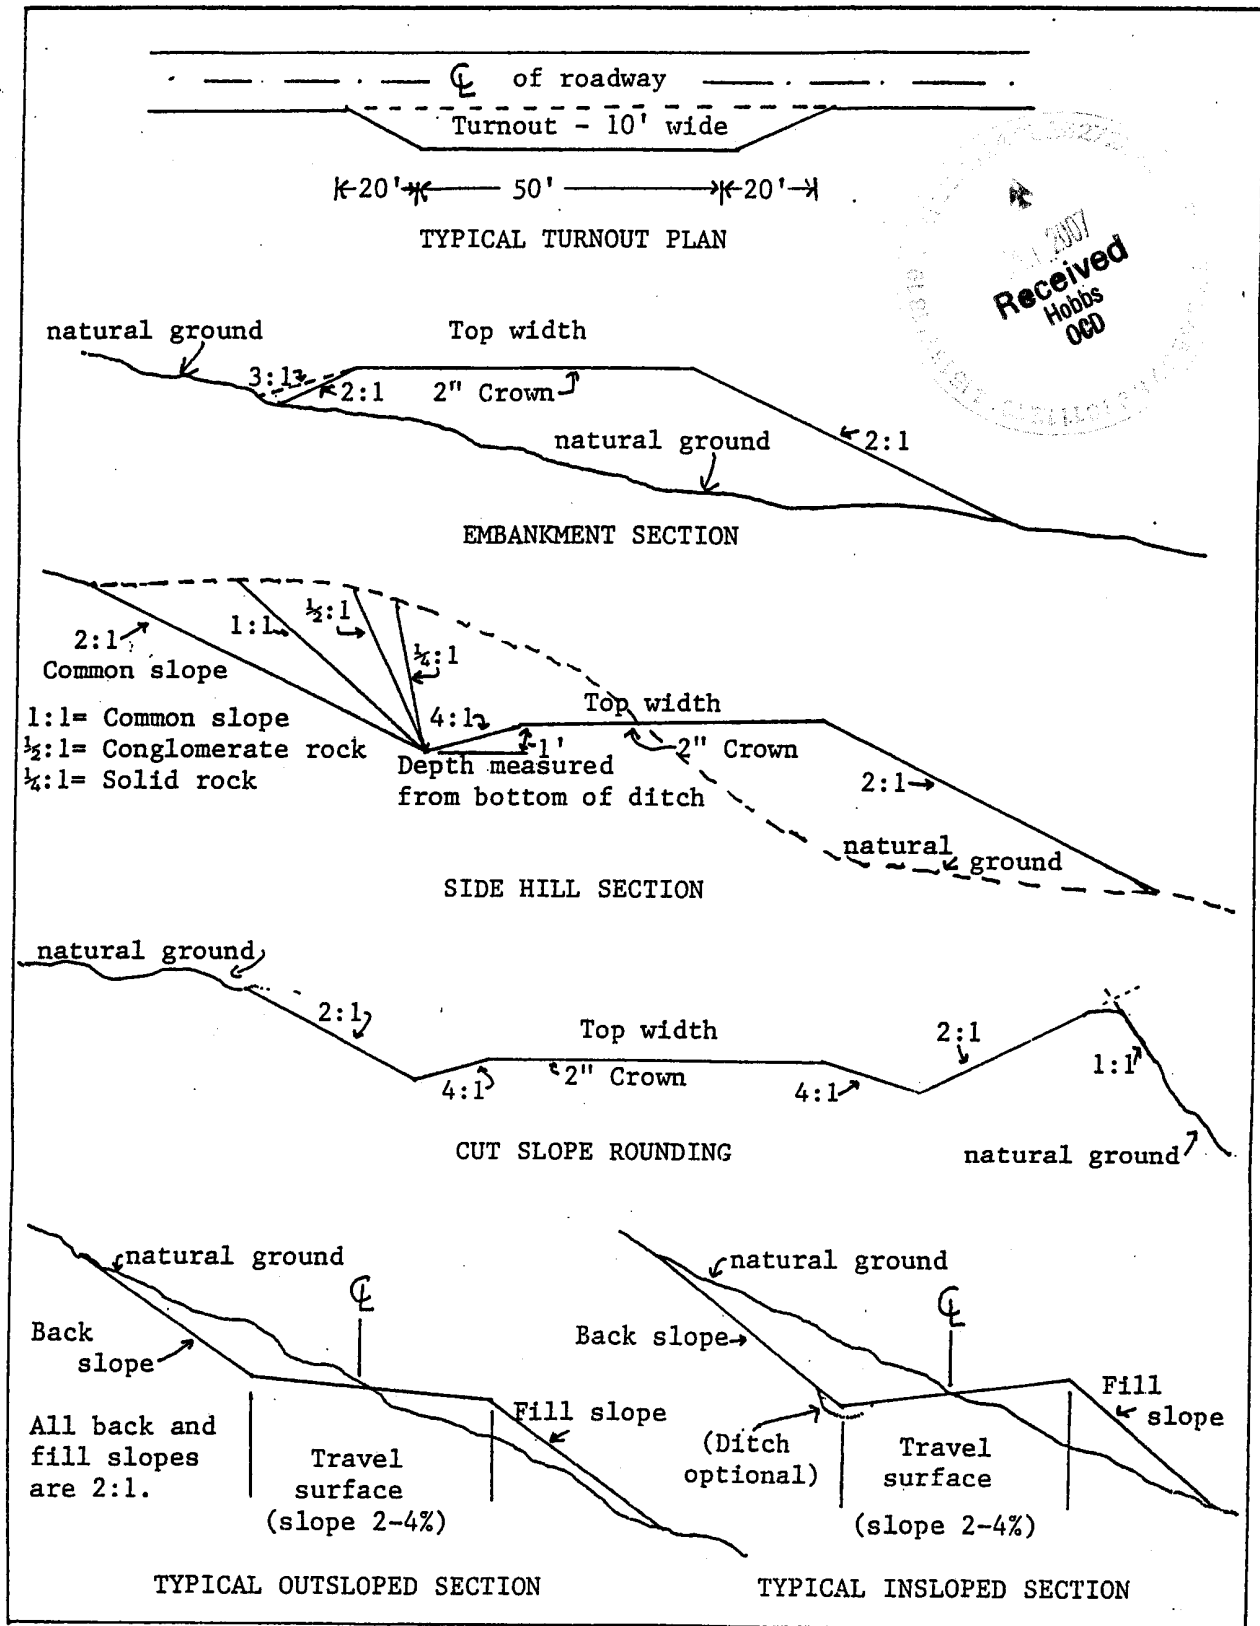 ℄ of roadway
Turnout - 10' wide
20' 50' 20'
TYPICAL TURNOUT PLAN
2007
Received
Hobbs
OCD
natural ground
Top width
3:1
2:1
2" Crown
natural ground
2:1
EMBANKMENT SECTION
2:1
Common slope
1:1
½:1
¼:1
1:1= Common slope
½:1= Conglomerate rock
¼:1= Solid rock
4:1
Top width
1'
2" Crown
Depth measured
from bottom of ditch
2:1
natural
ground
SIDE HILL SECTION
natural ground
2:1
Top width
2:1
4:1
2" Crown
4:1
1:1
CUT SLOPE ROUNDING
natural ground
natural ground
℄
Back
slope
Fill slope
All back and
fill slopes
are 2:1.
Travel
surface
(slope 2-4%)
TYPICAL OUTSLOPED SECTION
natural ground
℄
Back slope
Fill
slope
(Ditch
optional)
Travel
surface
(slope 2-4%)
TYPICAL INSLOPED SECTION